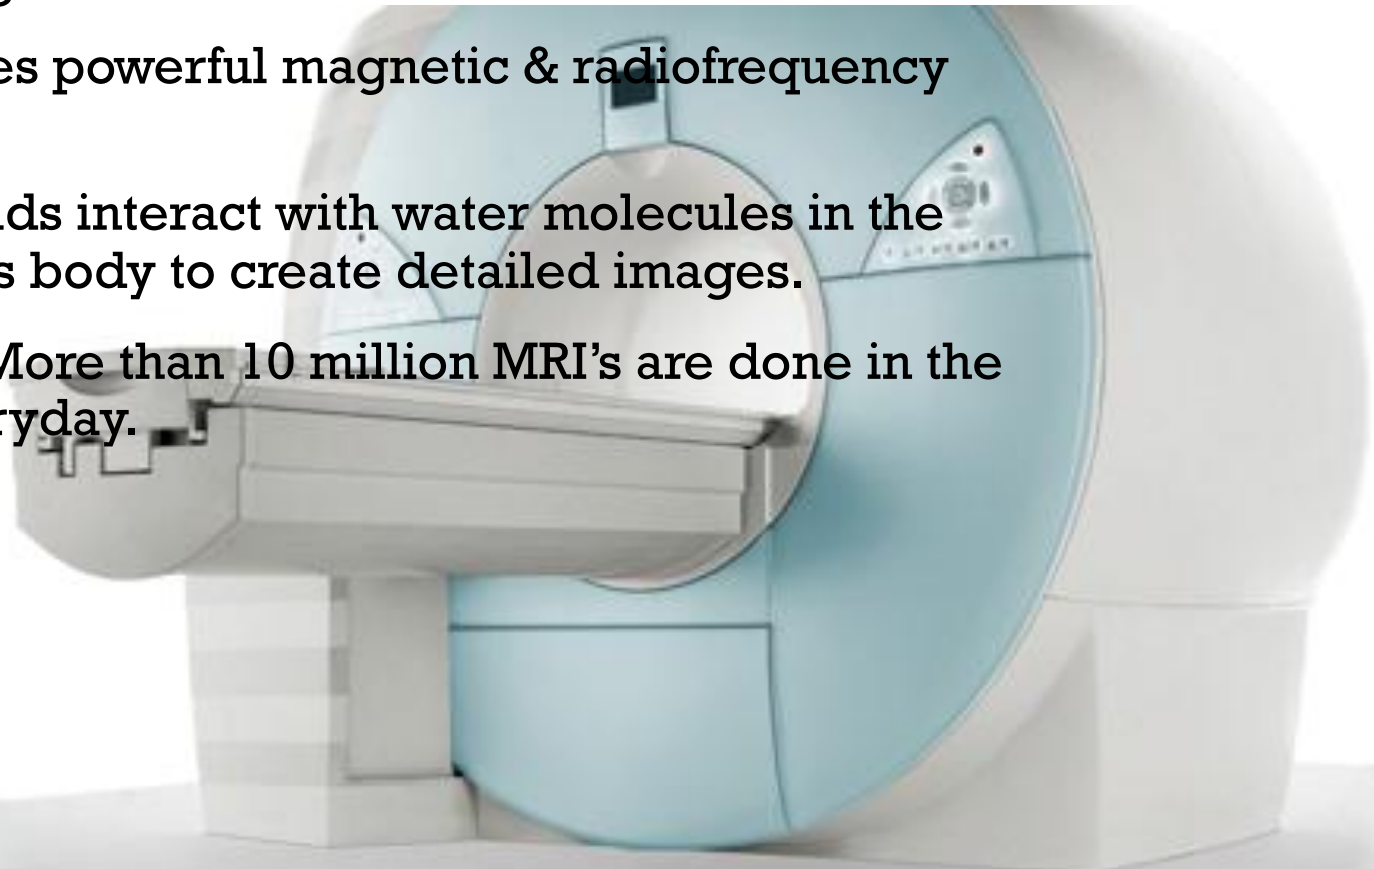 es powerful magnetic & radiofrequency
ds interact with water molecules in the
s body to create detailed images.
More than 10 million MRI’s are done in the
ryday.